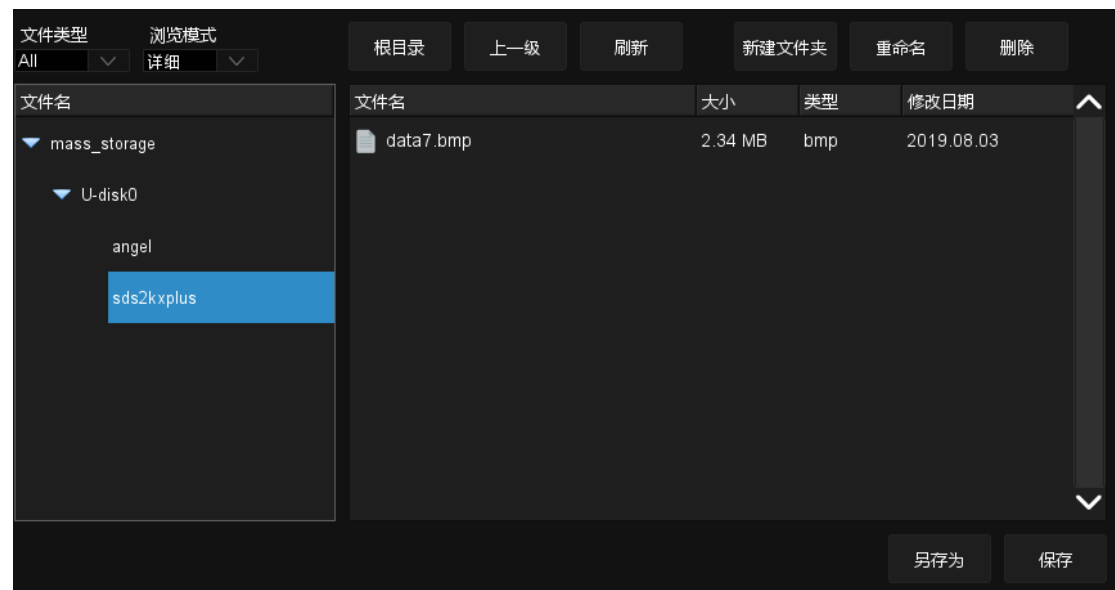 文件类型 浏览模式
All 详细 根目录 上一级 刷新 新建文件夹 重命名 删除
文件名 文件名 大小 类型 修改日期
mass_storage data7.bmp 2.34 MB bmp 2019.08.03
U-disk0
angel
sds2kxplus
另存为 保存